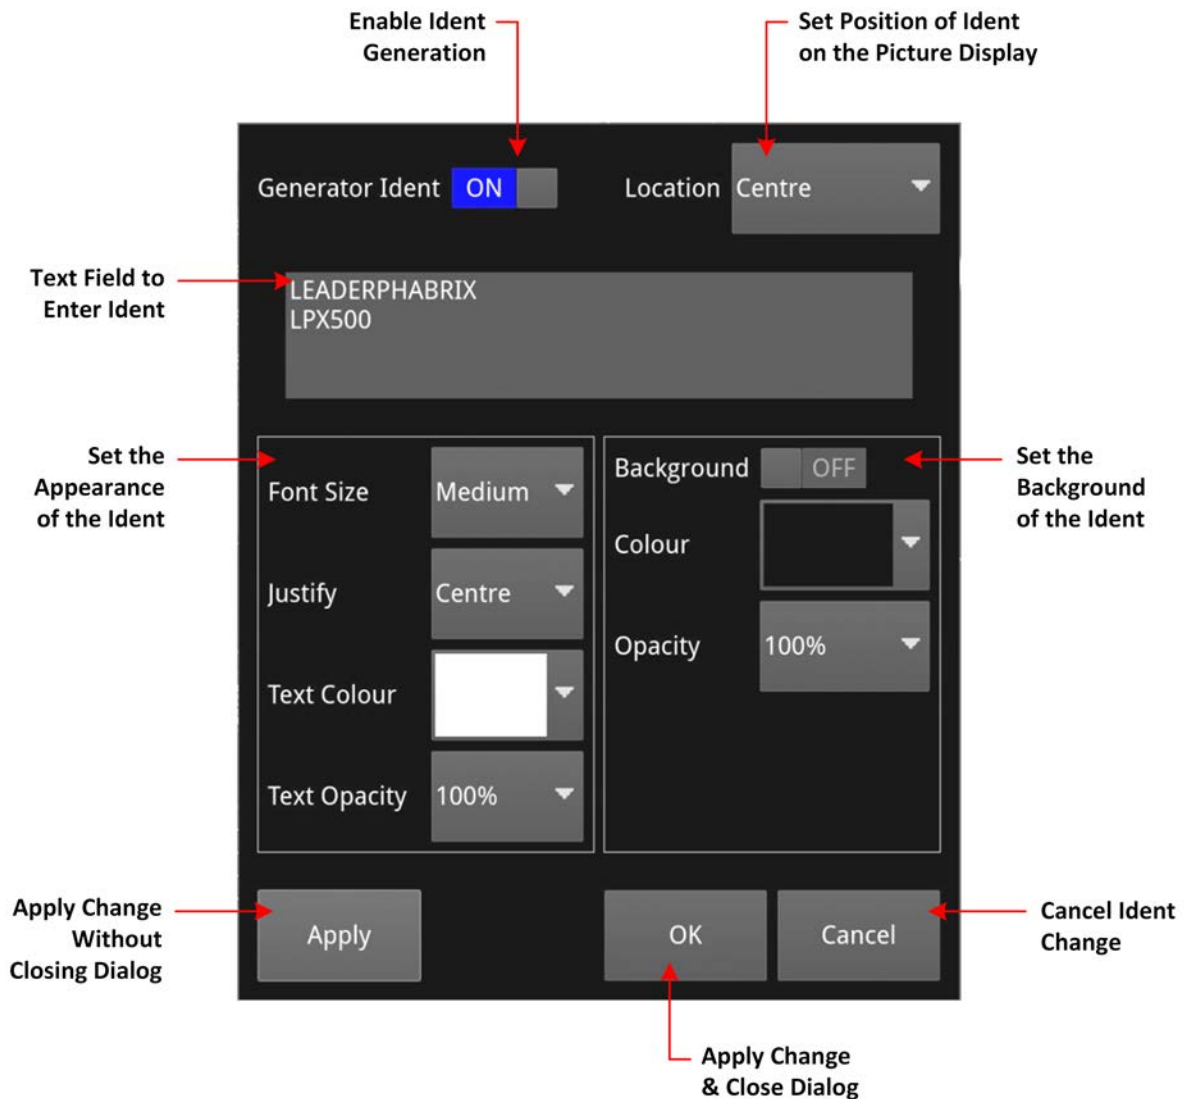 Enable Ident
Generation
Set Position of Ident
on the Picture Display
Generator Ident ON
Location Centre
Text Field to
Enter Ident
LEADERPHABRIX
LPX500
Set the
Appearance
of the Ident
Font Size Medium
Justify Centre
Text Colour
Text Opacity 100%
Background OFF
Colour
Opacity 100%
Set the
Background
of the Ident
Apply Change
Without
Closing Dialog
Apply
OK
Cancel
Cancel Ident
Change
Apply Change
& Close Dialog